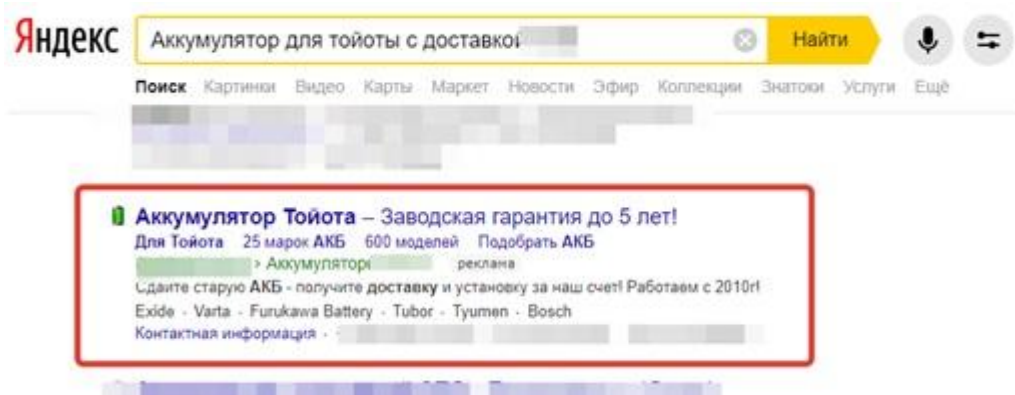 Яндекс
Аккумулятор для тойоты с доставкой
Найти
Поиск Картинки Видео Карты Маркет Новости Эфир Коллекции Знатоки Услуги Ещё
Аккумулятор Тойота – Заводская гарантия до 5 лет!
Для Тойота 25 марок АКБ 600 моделей Подобрать АКБ
› Аккумулятор реклама
Сдайте старую АКБ - получите доставку и установку за наш счет! Работаем с 2010г!
Exide - Varta - Furukawa Battery - Tubor - Tyumen - Bosch
Контактная информация -